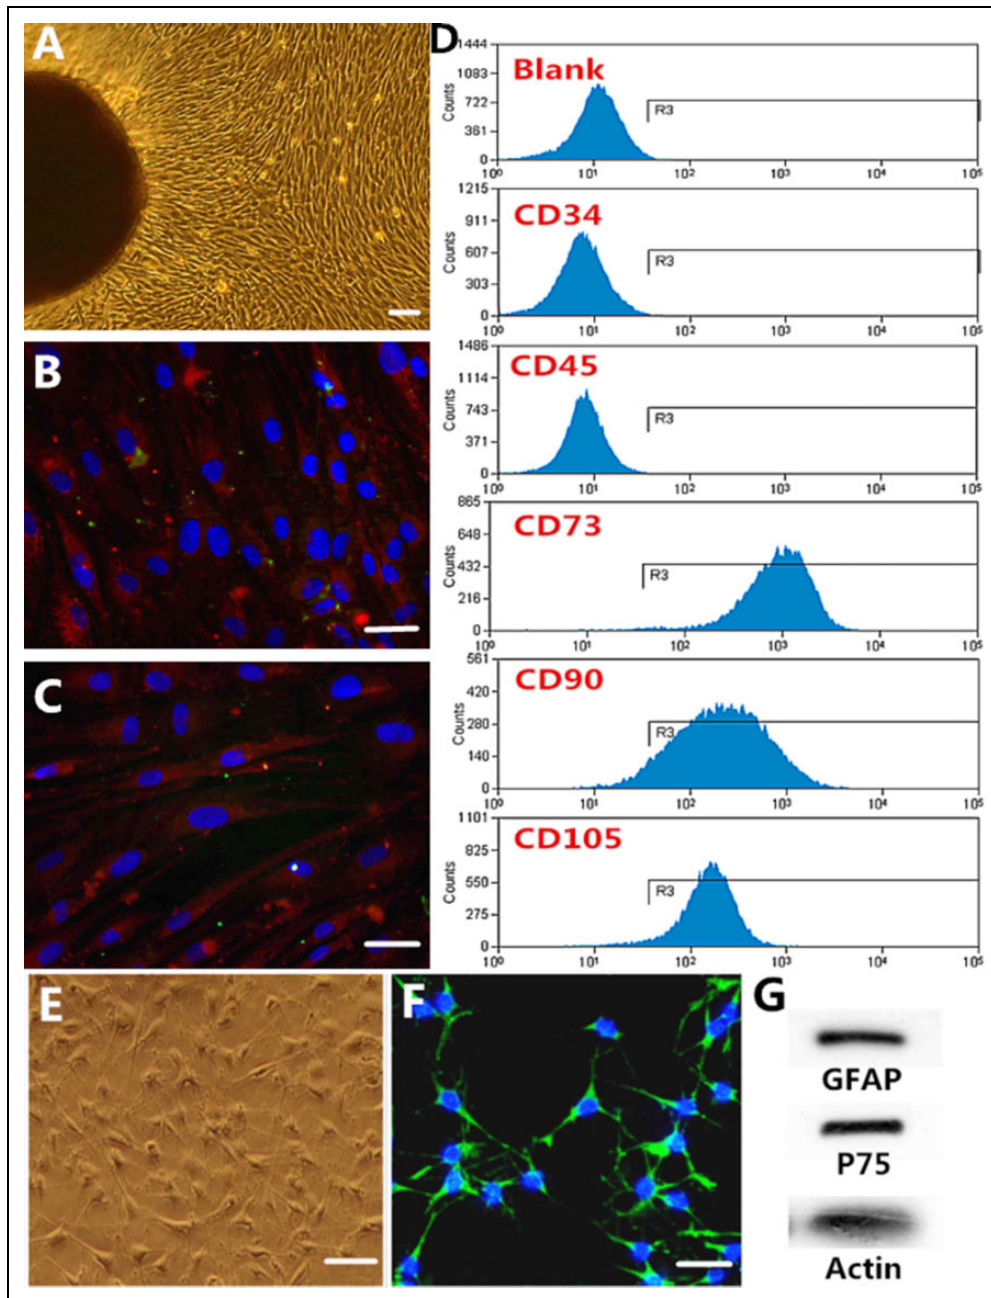 A
B
C
D
1444
1083
722
361
0
Counts
Blank
R3
10⁰ 10¹ 10² 10³ 10⁴ 10⁵
1215
911
607
303
0
Counts
CD34
R3
10⁰ 10¹ 10² 10³ 10⁴ 10⁵
1486
1114
743
371
0
Counts
CD45
R3
10⁰ 10¹ 10² 10³ 10⁴ 10⁵
865
648
432
216
0
Counts
CD73
R3
10⁰ 10¹ 10² 10³ 10⁴ 10⁵
561
420
280
140
0
Counts
CD90
R3
10⁰ 10¹ 10² 10³ 10⁴ 10⁵
1101
825
550
275
0
Counts
CD105
R3
10⁰ 10¹ 10² 10³ 10⁴ 10⁵
E
F
G
GFAP
P75
Actin